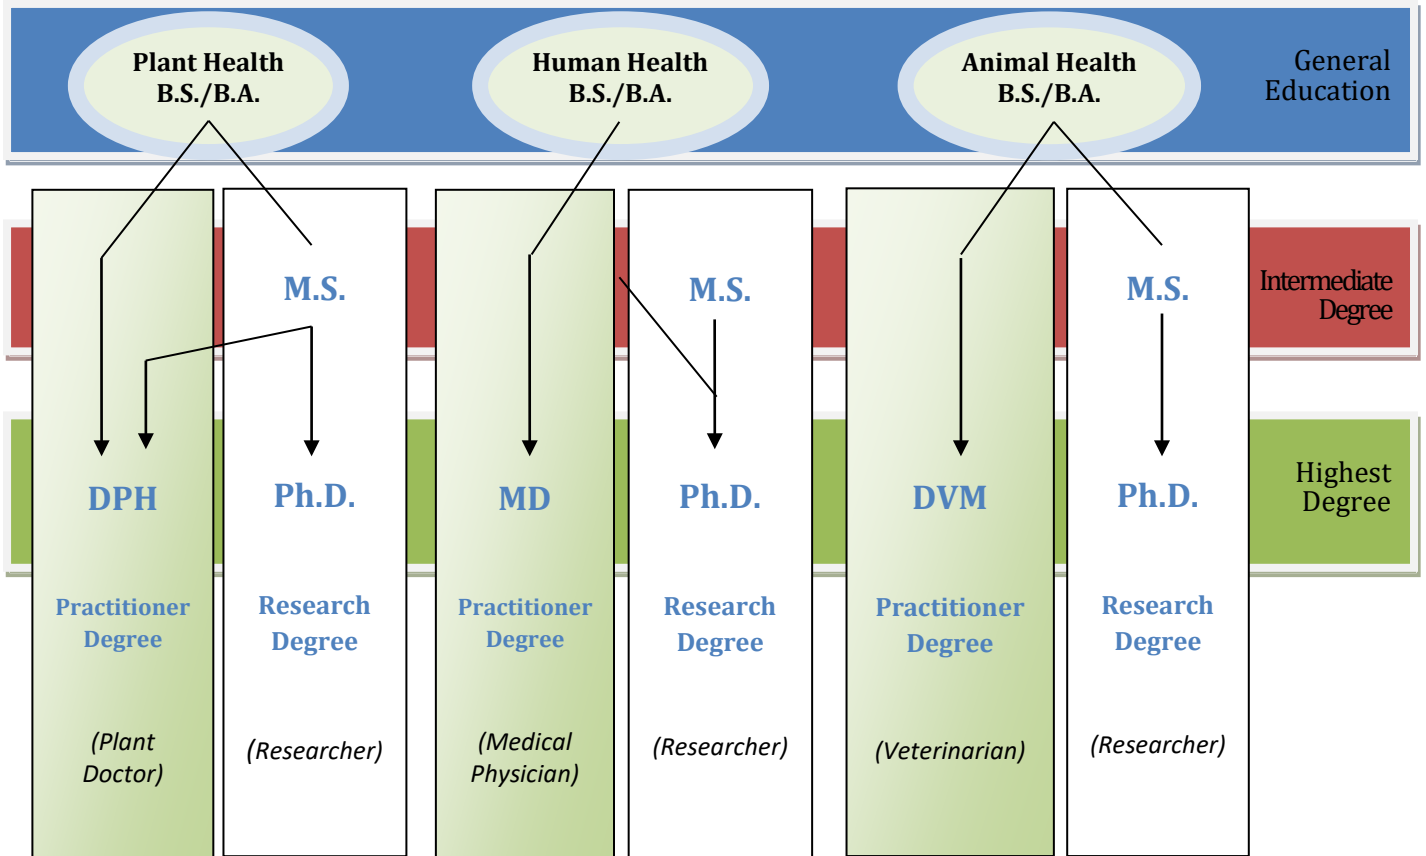 Plant Health
B.S./B.A.
Human Health
B.S./B.A.
Animal Health
B.S./B.A.
General
Education
M.S.
M.S.
M.S.
Intermediate
Degree
DPH
Ph.D.
MD
Ph.D.
DVM
Ph.D.
Highest
Degree
Practitioner
Degree
Research
Degree
Practitioner
Degree
Research
Degree
Practitioner
Degree
Research
Degree
(Plant
Doctor)
(Researcher)
(Medical
Physician)
(Researcher)
(Veterinarian)
(Researcher)